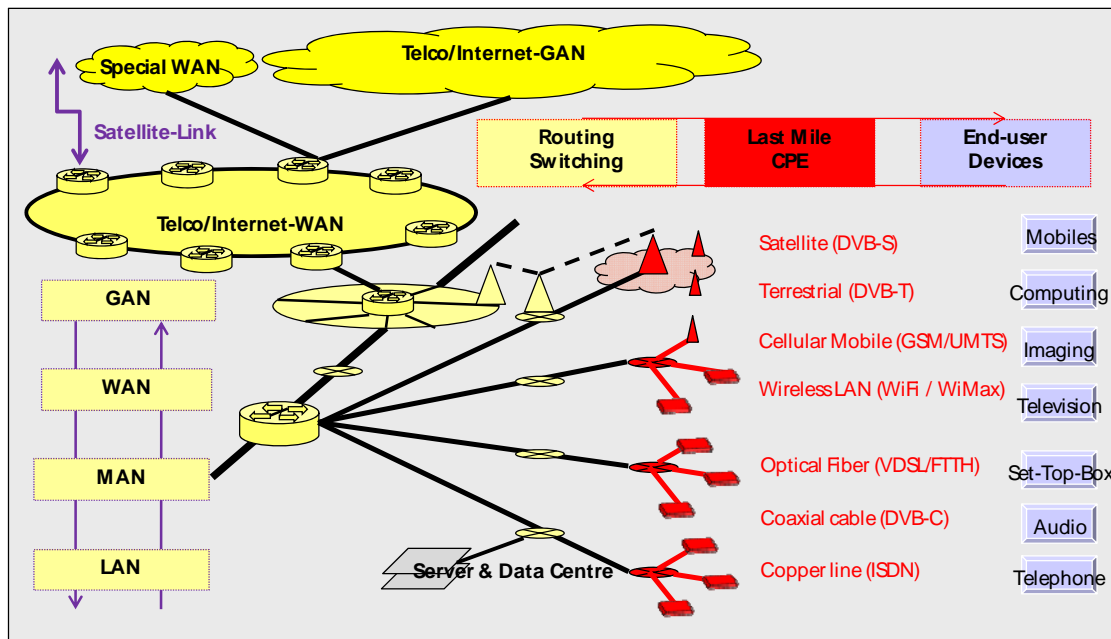 Telco/Internet-GAN
Special WAN
Satellite-Link
Routing
Switching
Last Mile
CPE
End-user
Devices
Telco/Internet-WAN
GAN
WAN
MAN
LAN
Satellite (DVB-S)
Terrestrial (DVB-T)
Cellular Mobile (GSM/UMTS)
Wireless LAN (WiFi / WiMax)
Optical Fiber (VDSL/FTTH)
Coaxial cable (DVB-C)
Copper line (ISDN)
Mobiles
Computing
Imaging
Television
Set-Top-Box
Audio
Telephone
Server & Data Centre